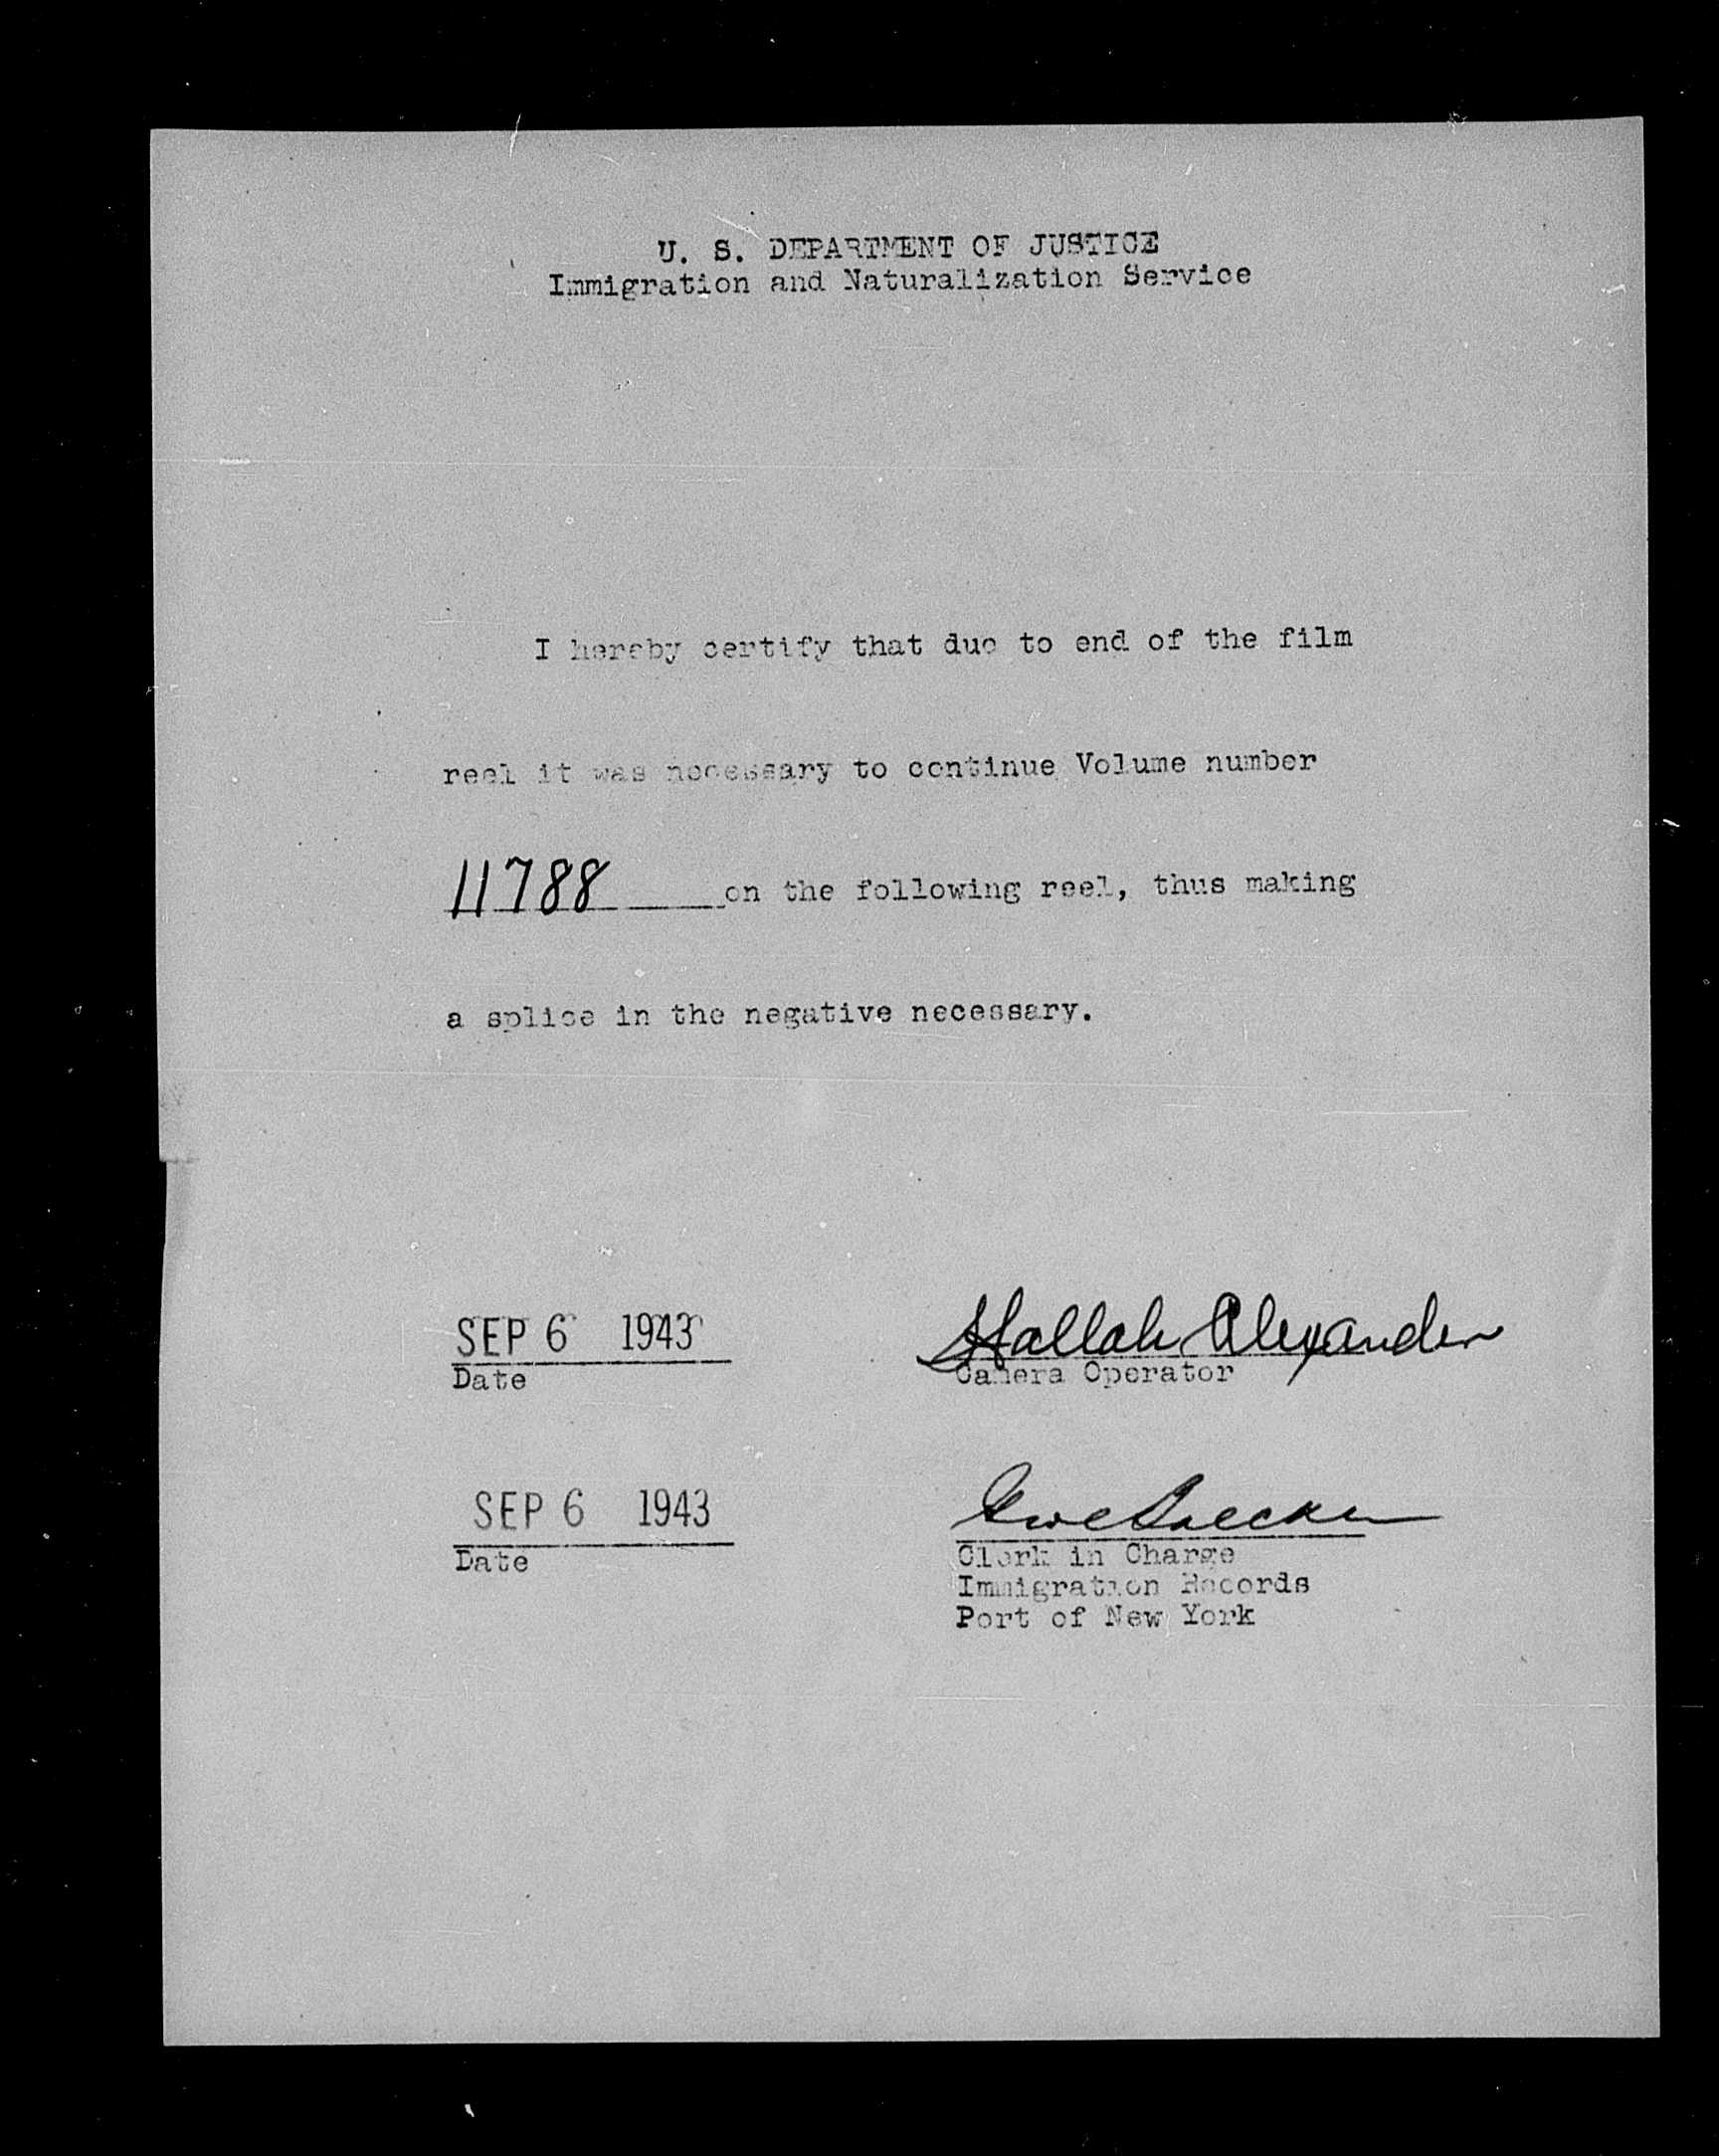 U. S. DEPARTMENT OF JUSTICE
Immigration and Naturalization Service
I hereby certify that due to end of the film
reel it was necessary to continue Volume number
11788 on the following reel, thus making
a splice in the negative necessary.
SEP 6 1943
Date
Hallah Alexander
Camera Operator
SEP 6 1943
Date
Clerk in Charge
Immigration Records
Port of New York